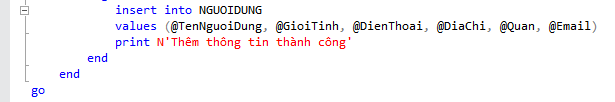 insert into NGUOIDUNG
values (@TenNguoiDung, @GioiTinh, @DienThoai, @DiaChi, @Quan, @Email)
print N'Thêm thông tin thành công'
end
end
go